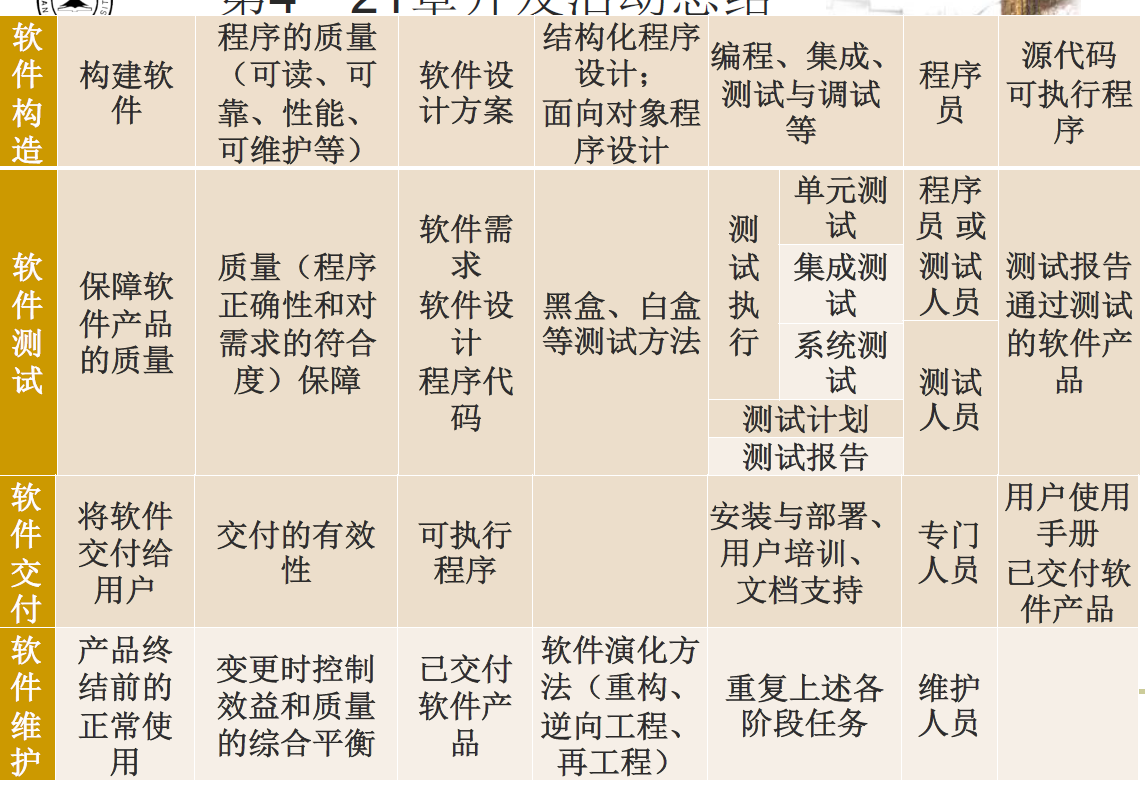 第4 21章开发活动总结
软
件
构
造
构建软
件
程序的质量
（可读、可
靠、性能、
可维护等）
软件设
计方案
结构化程序
设计；
面向对象程
序设计
编程、集成、
测试与调试
等
程序
员
源代码
可执行程
序
软
件
测
试
保障软
件产品
的质量
质量（程序
正确性和对
需求的符合
度）保障
软件需
求
软件设
计
程序代
码
黑盒、白盒
等测试方法
测
试
执
行
单元测
试
集成测
试
系统测
试
测试计划
测试报告
程序
员 或
测试
人员
测试
人员
测试报告
通过测试
的软件产
品
软
件
交
付
将软件
交付给
用户
交付的有效
性
可执行
程序
安装与部署、
用户培训、
文档支持
专门
人员
用户使用
手册
已交付软
件产品
软
件
维
护
产品终
结前的
正常使
用
变更时控制
效益和质量
的综合平衡
已交付
软件产
品
软件演化方
法（重构、
逆向工程、
再工程）
重复上述各
阶段任务
维护
人员